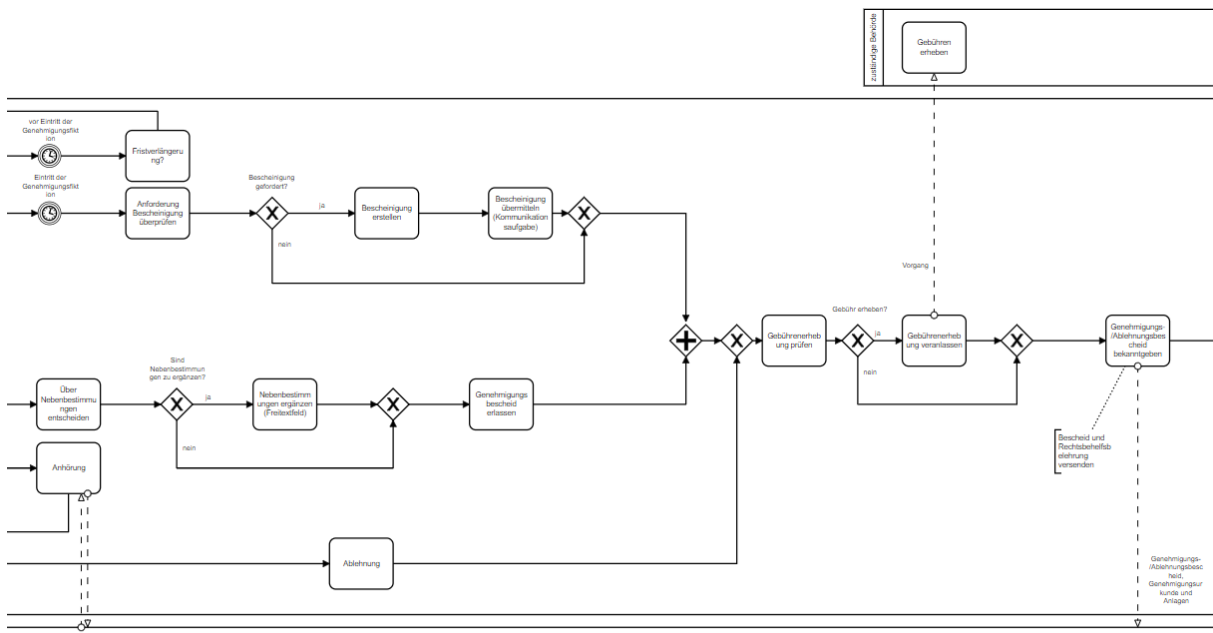 zuständige Behörde
Gebühren
erheben
vor Eintritt der
Genehmigungsfikt
ion
Fristverlängeru
ng?
Eintritt der
Genehmigungsfikt
ion
Anforderung
Bescheinigung
überprüfen
Bescheinigung
gefordert?
ja
nein
Bescheinigung
erstellen
Bescheinigung
übermitteln
(Kommunikation
saufgabe)
Vorgang
Gebührenerheb
ung prüfen
Gebühr erheben?
ja
nein
Gebührenerheb
ung veranlassen
Genehmigungs-
/Ablehnungsbes
cheid
bekanntgeben
Über
Nebenbestimmu
ngen
entscheiden
Sind
Nebenbestimmun
gen zu ergänzen?
ja
nein
Nebenbestimm
ungen ergänzen
(Freitextfeld)
Genehmigungs
bescheid
erlassen
Bescheid und
Rechtsbehelfsb
elehrung
versenden
Anhörung
Ablehnung
Genehmigungs-
/Ablehnungsbesc
heid,
Genehmigungsur
kunde und
Anlagen